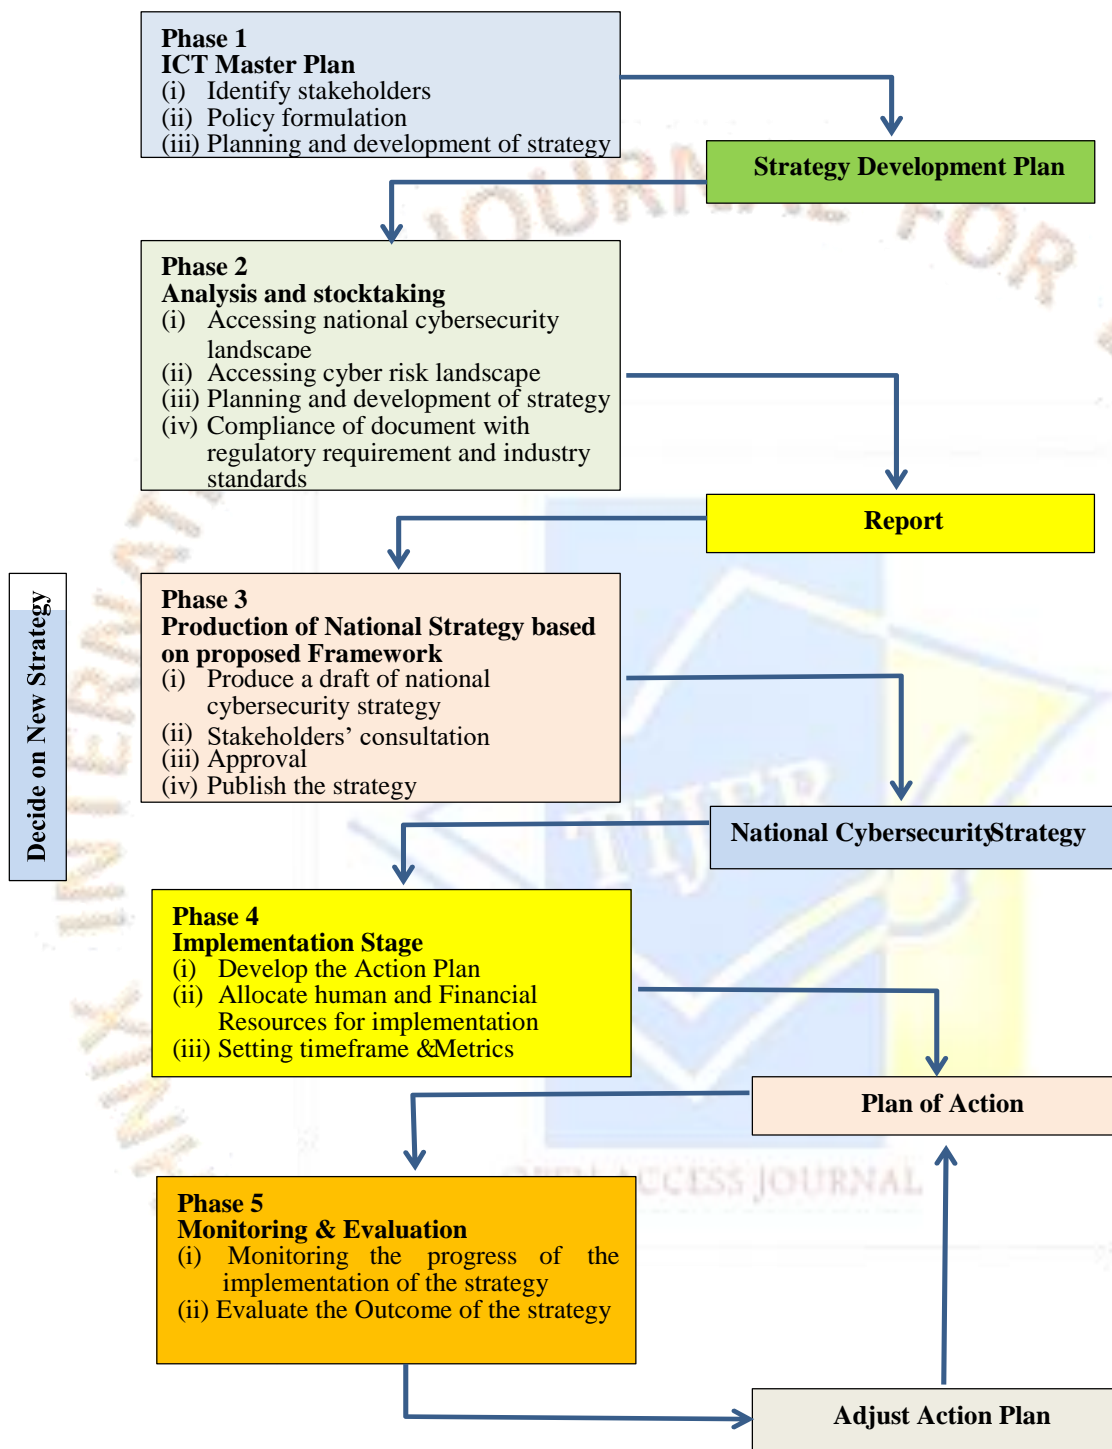 Phase 1
ICT Master Plan
(i) Identify stakeholders
(ii) Policy formulation
(iii) Planning and development of strategy
Strategy Development Plan
Phase 2
Analysis and stocktaking
(i) Accessing national cybersecurity
landscape
(ii) Accessing cyber risk landscape
(iii) Planning and development of strategy
(iv) Compliance of document with
regulatory requirement and industry
standards
Report
Decide on New Strategy
Phase 3
Production of National Strategy based
on proposed Framework
(i) Produce a draft of national
cybersecurity strategy
(ii) Stakeholders’ consultation
(iii) Approval
(iv) Publish the strategy
National CybersecurityStrategy
Phase 4
Implementation Stage
(i) Develop the Action Plan
(ii) Allocate human and Financial
Resources for implementation
(iii) Setting timeframe &Metrics
Plan of Action
Phase 5
Monitoring & Evaluation
(i) Monitoring the progress of the
implementation of the strategy
(ii) Evaluate the Outcome of the strategy
Adjust Action Plan
JOURNAL FOR
TIJER
OPEN ACCESS JOURNAL